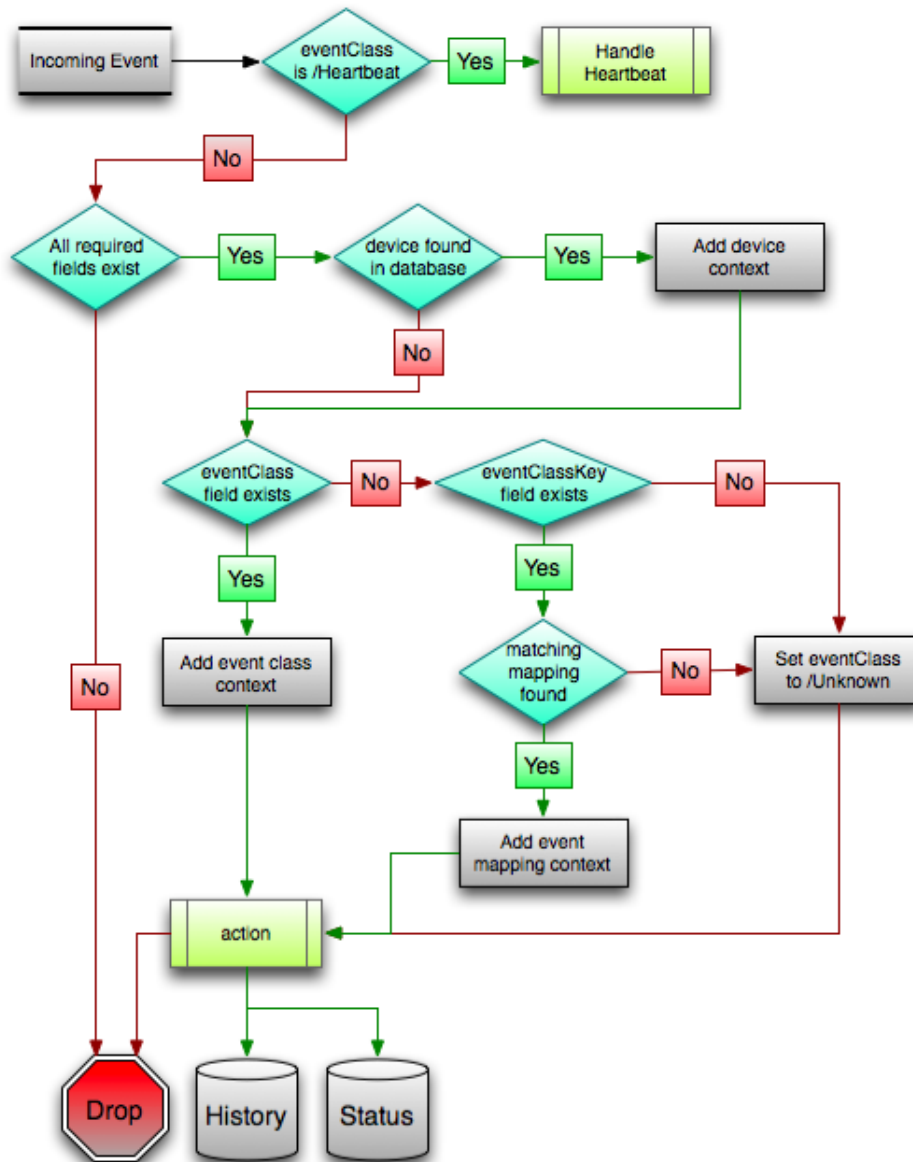 Incoming Event
eventClass
is /Heartbeat
Yes
Handle
Heartbeat
No
All required
fields exist
Yes
device found
in database
Yes
Add device
context
No
eventClass
field exists
No
eventClassKey
field exists
No
Yes
Yes
Add event class
context
matching
mapping
found
No
Set eventClass
to /Unknown
No
Yes
Add event
mapping context
action
Drop
History
Status